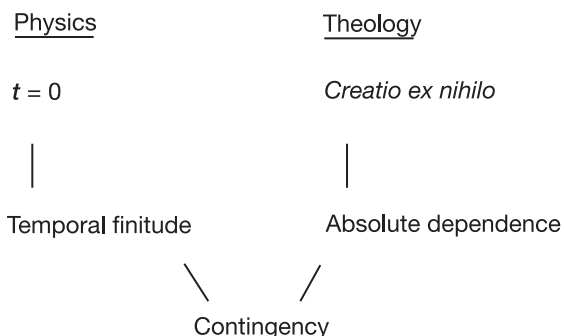 Physics Theology
t = 0 Creatio ex nihilo
Temporal finitude Absolute dependence
Contingency